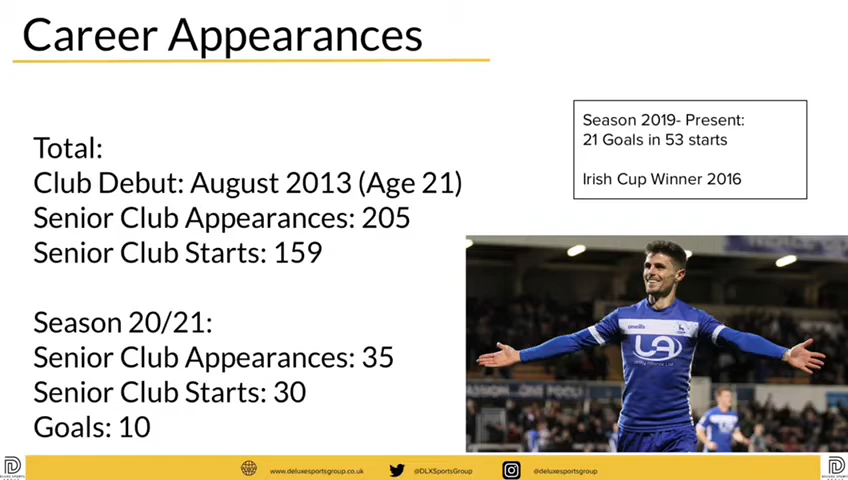 Career Appearances
Season 2019- Present:
21 Goals in 53 starts
Irish Cup Winner 2016
Total:
Club Debut: August 2013 (Age 21)
Senior Club Appearances: 205
Senior Club Starts: 159
Season 20/21:
Senior Club Appearances: 35
Senior Club Starts: 30
Goals: 10
www.deluxesportsgroup.co.uk
@DLXSportsGroup
@deluxesportsgroup